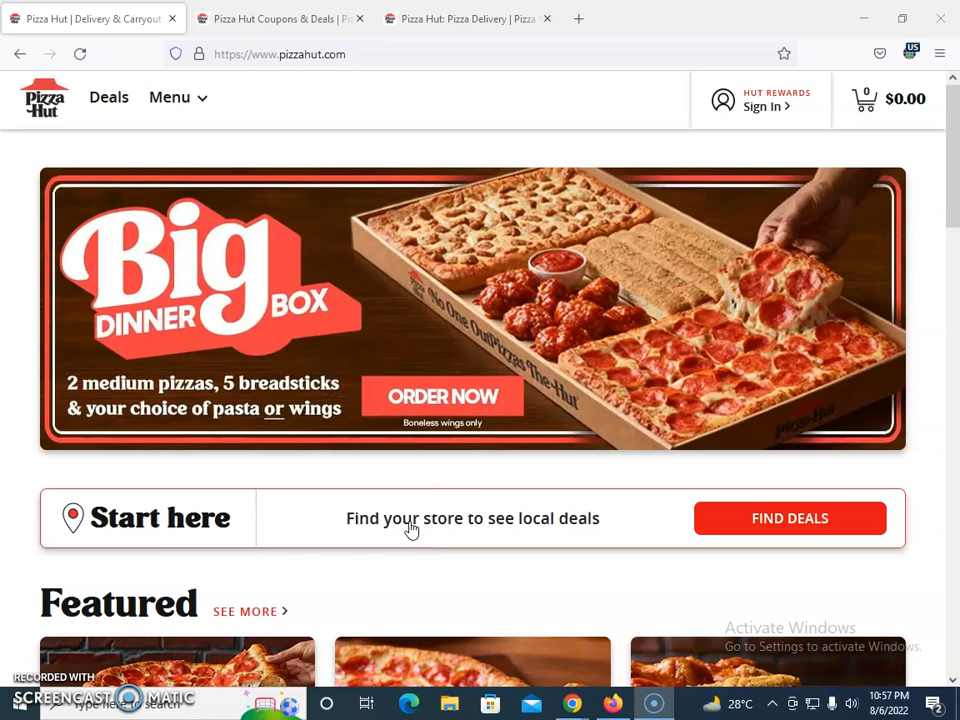 Pizza Hut | Delivery & Carryout
Pizza Hut Coupons & Deals | Pi
Pizza Hut: Pizza Delivery | Pizza
https://www.pizzahut.com
US
Pizza
Hut
Deals
Menu
HUT REWARDS
Sign In >
0
$0.00
Big
DINNER BOX
2 medium pizzas, 5 breadsticks
& your choice of pasta or wings
ORDER NOW
Boneless wings only
No One OutPizzas The Hut
Pizza Hut
Start here
Find your store to see local deals
FIND DEALS
Featured
SEE MORE >
Activate Windows
Go to Settings to activate Windows.
RECORDED WITH
SCREENCAST MATIC
Type here to search
28°C
10:57 PM
8/6/2022
2